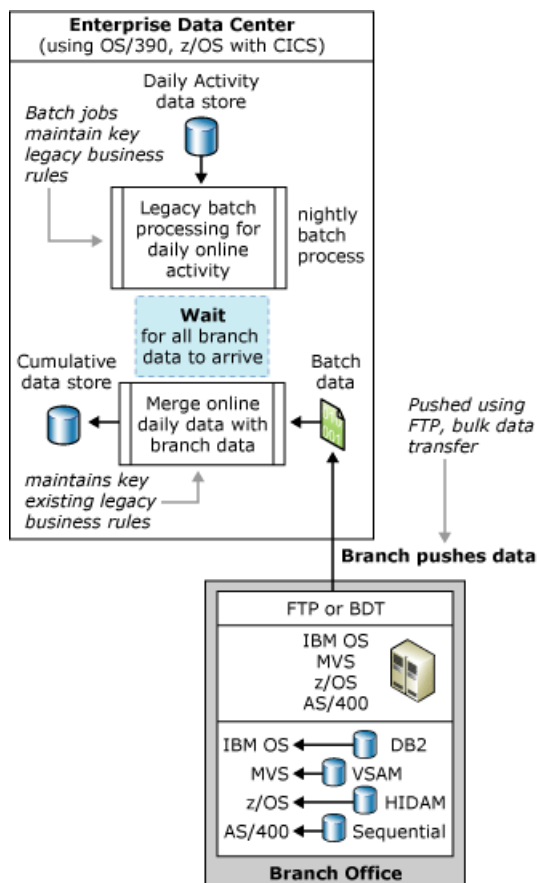 Enterprise Data Center
(using OS/390, z/OS with CICS)
Daily Activity
data store
Batch jobs
maintain key
legacy business
rules
Legacy batch
processing for
daily online
activity
nightly
batch
process
Wait
for all branch
data to arrive
Cumulative
data store
Batch
data
Merge online
daily data with
branch data
001
maintains key
existing legacy
business rules
Pushed using
FTP, bulk data
transfer
Branch pushes data
FTP or BDT
IBM OS
MVS
z/OS
AS/400
IBM OS DB2
MVS VSAM
z/OS HIDAM
AS/400 Sequential
Branch Office